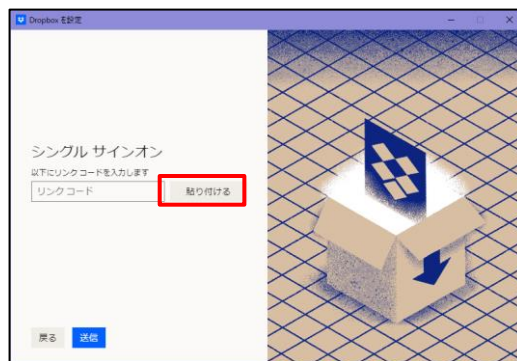 Dropbox を設定
シングル サインオン
以下にリンク コードを入力します
リンク コード
貼り付ける
戻る
送信